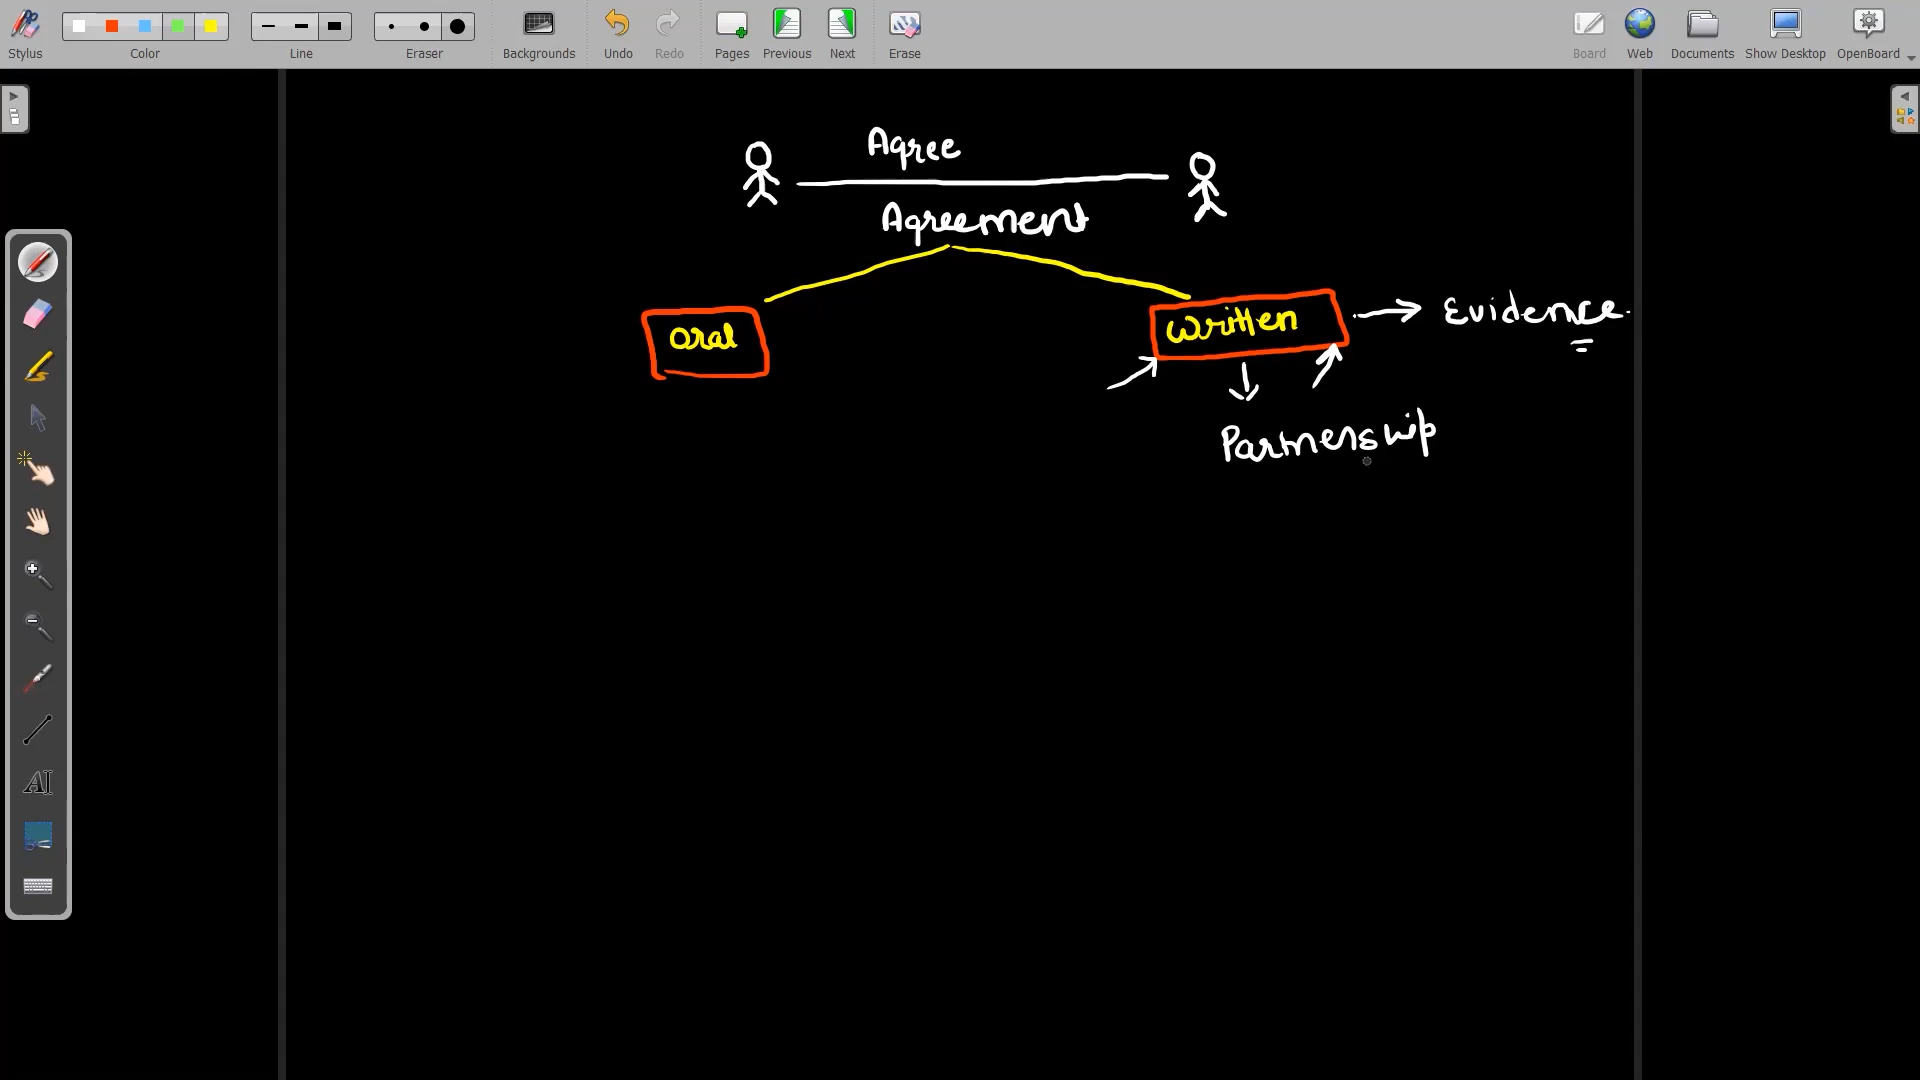 Stylus
Color
Line
Eraser
Backgrounds
Undo
Redo
Pages
Previous
Next
Erase
Board
Web
Documents
Show Desktop
OpenBoard
Agree
Agreement
Oral
Written
Evidence.
Partnership
AI